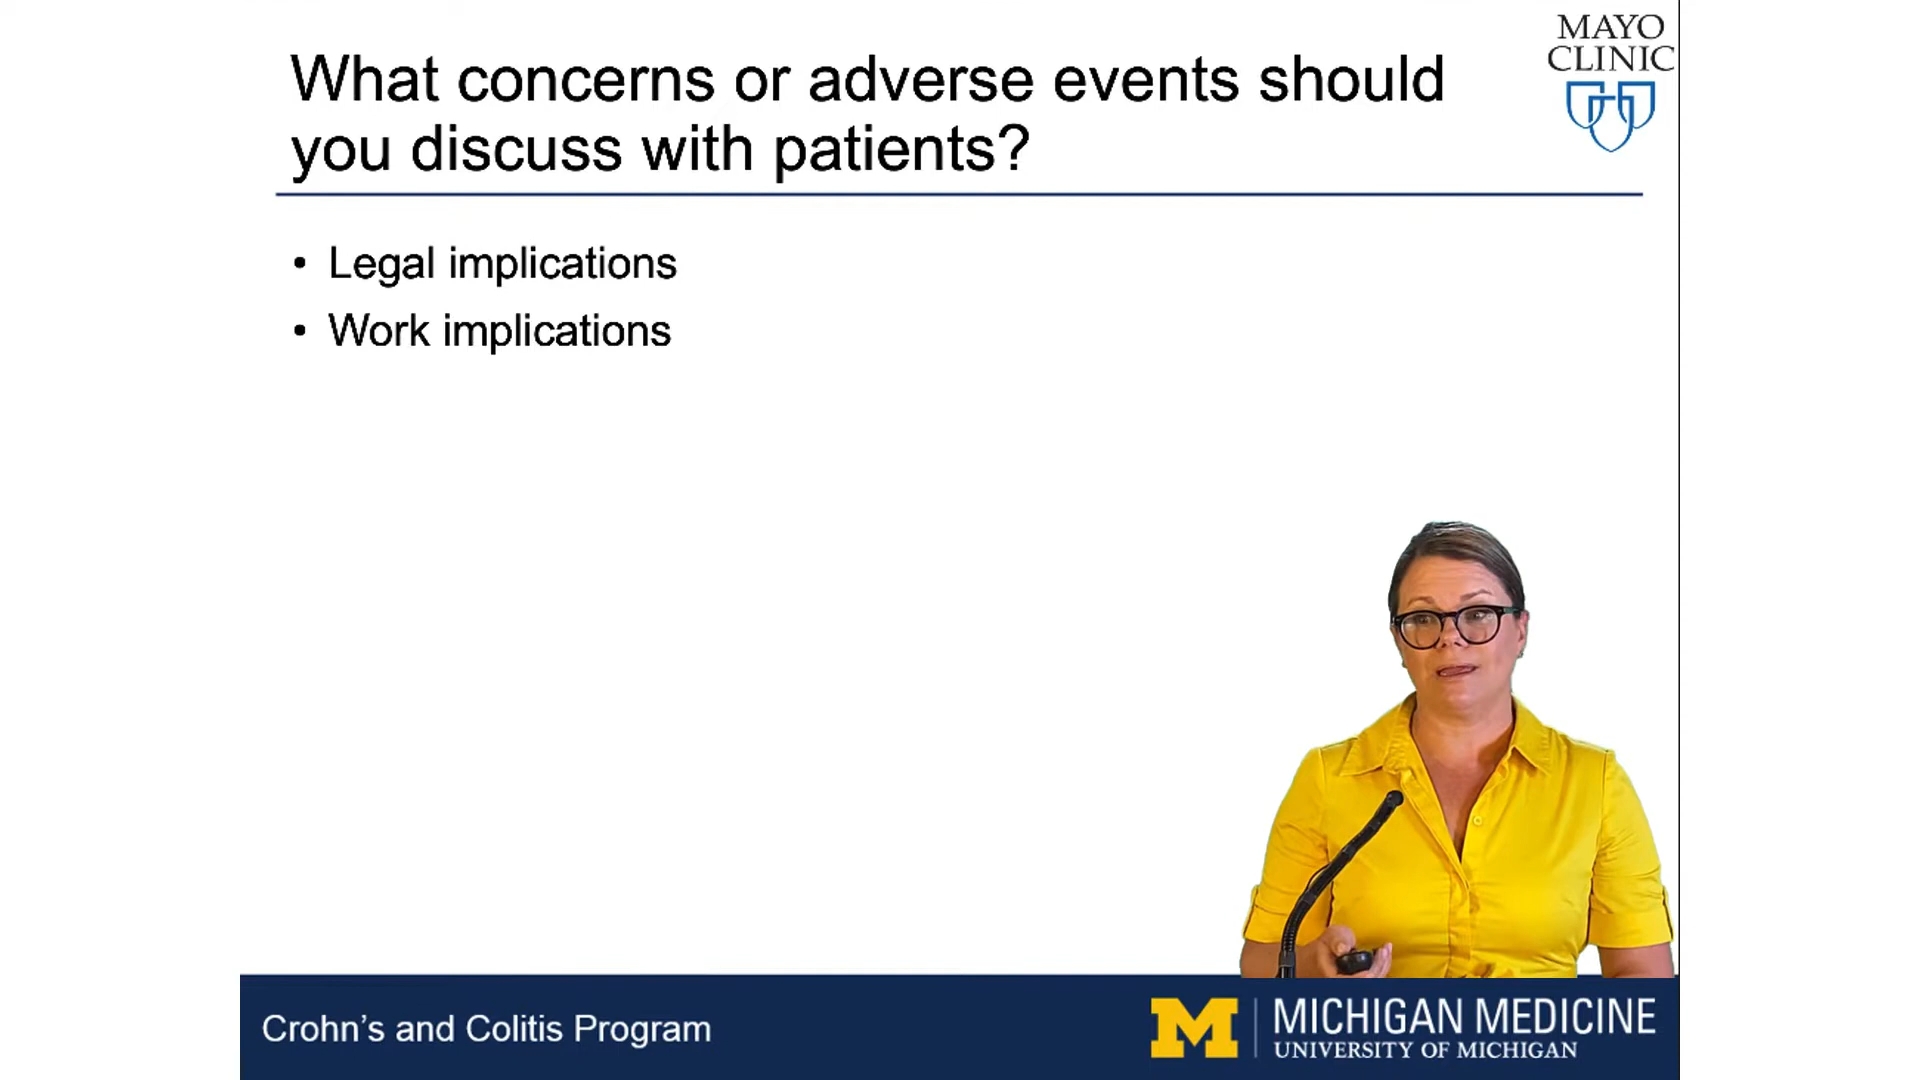 MAYO
CLINIC
What concerns or adverse events should
you discuss with patients?
• Legal implications
• Work implications
Crohn’s and Colitis Program
M | MICHIGAN MEDICINE
UNIVERSITY OF MICHIGAN